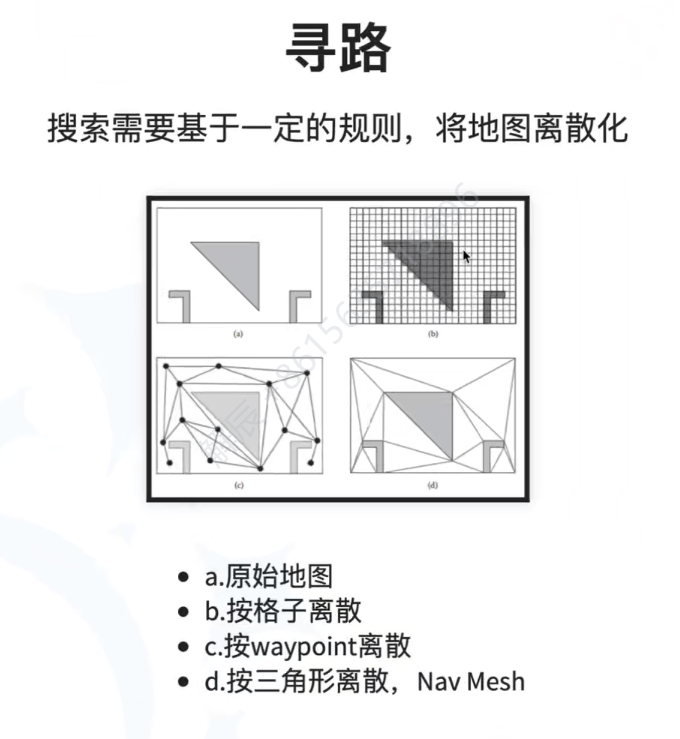 寻路
搜索需要基于一定的规则，将地图离散化
(a)
(b)
(c)
(d)
a.原始地图
b.按格子离散
c.按waypoint离散
d.按三角形离散，Nav Mesh